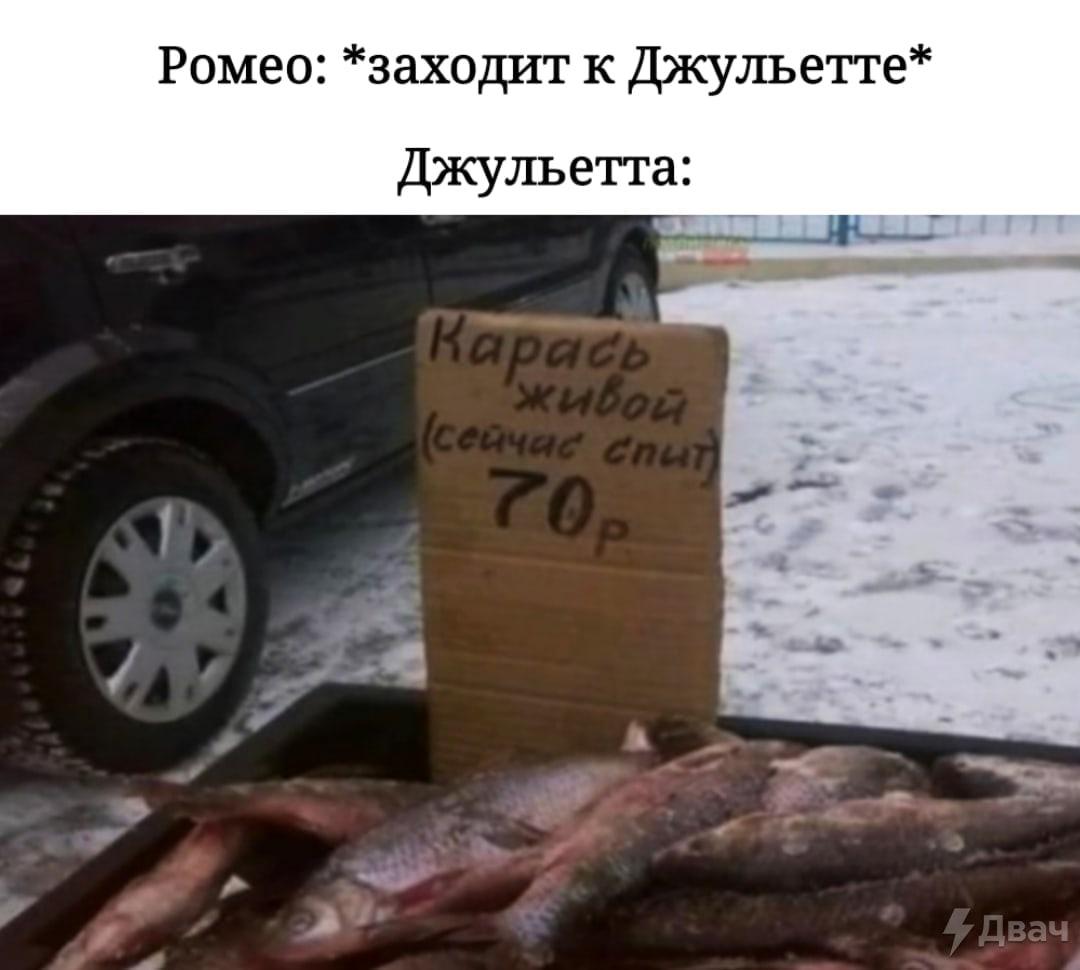 Ромео: *заходит к Джульетте*
Джульетта:
Карась
живой
(сейчас спит)
70р
Двач